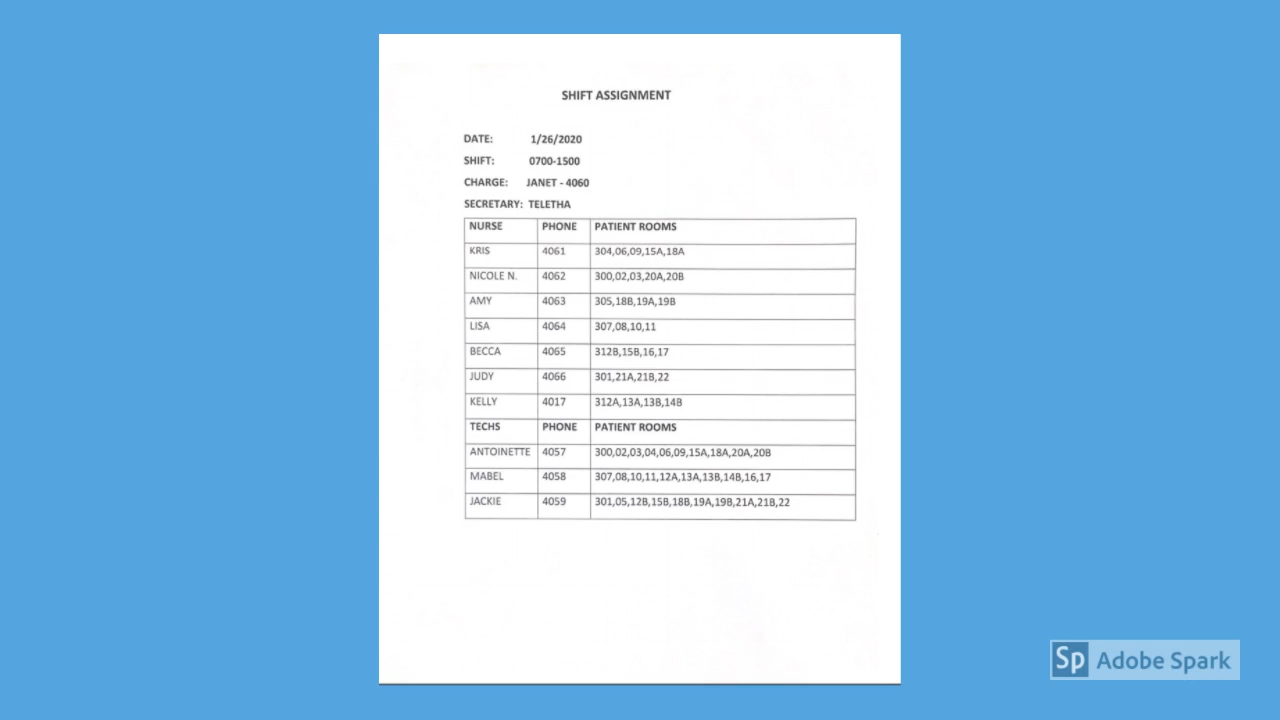 SHIFT ASSIGNMENT
DATE: 1/26/2020
SHIFT: 0700-1500
CHARGE: JANET - 4060
SECRETARY: TELETHA
NURSE PHONE PATIENT ROOMS
KRIS 4061 304,06,09,15A,18A
NICOLE N. 4062 300,02,03,20A,20B
AMY 4063 305,18B,19A,19B
LISA 4064 307,08,10,11
BECCA 4065 312B,15B,16,17
JUDY 4066 301,21A,21B,22
KELLY 4017 312A,13A,13B,14B
TECHS PHONE PATIENT ROOMS
ANTOINETTE 4057 300,02,03,04,06,09,15A,18A,20A,20B
MABEL 4058 307,08,10,11,12A,13A,13B,14B,16,17
JACKIE 4059 301,05,12B,15B,18B,19A,19B,21A,21B,22
Sp Adobe Spark